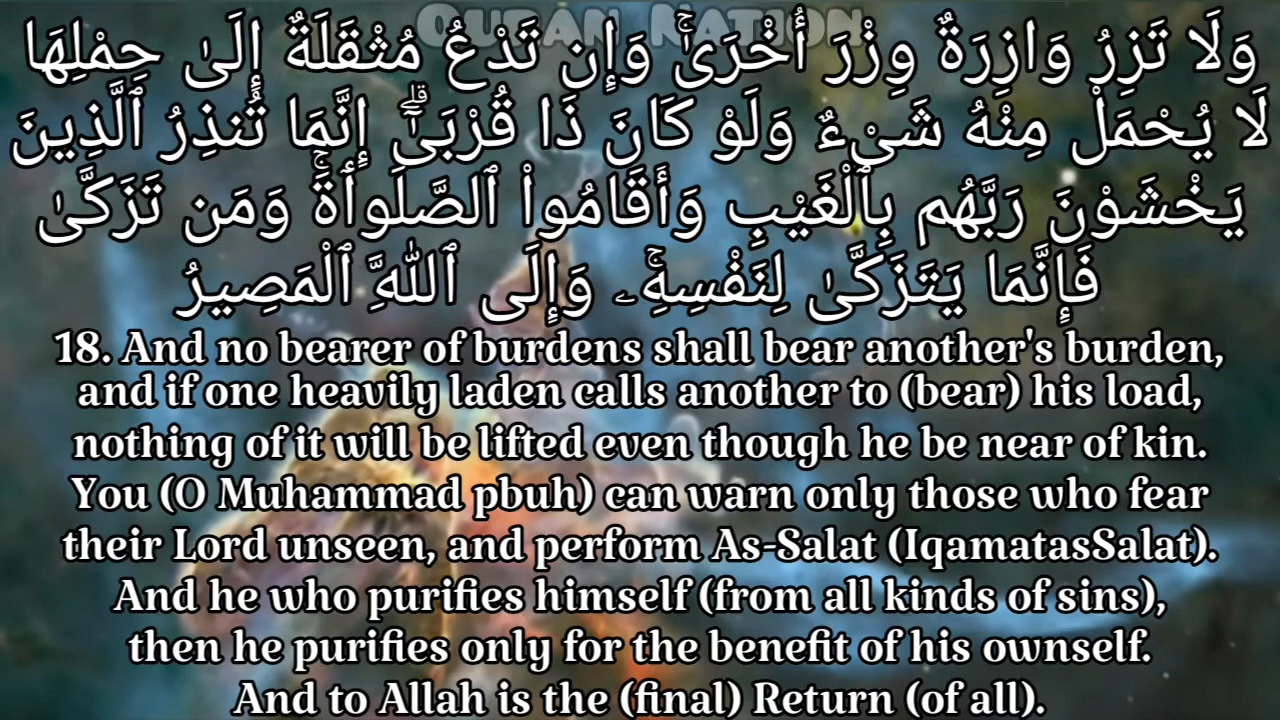 Quran Nation
وَلَا تَزِرُ وَازِرَةٌ وِزْرَ أُخْرَىٰۚ وَإِن تَدْعُ مُثْقَلَةٌ إِلَىٰ حِمْلِهَا
لَا يُحْمَلْ مِنْهُ شَىْءٌ وَلَوْ كَانَ ذَا قُرْبَىٰٓۗ إِنَّمَا تُنذِرُ ٱلَّذِينَ
يَخْشَوْنَ رَبَّهُم بِٱلْغَيْبِ وَأَقَامُوا۟ ٱلصَّلَوٲةَۚ وَمَن تَزَكَّىٰ
فَإِنَّمَا يَتَزَكَّىٰ لِنَفْسِهِۦۚ وَإِلَى ٱللَّهِ ٱلْمَصِيرُ
18. And no bearer of burdens shall bear another's burden,
and if one heavily laden calls another to (bear) his load,
nothing of it will be lifted even though he be near of kin.
You (O Muhammad pbuh) can warn only those who fear
their Lord unseen, and perform As-Salat (IqamatasSalat).
And he who purifies himself (from all kinds of sins),
then he purifies only for the benefit of his ownself.
And to Allah is the (final) Return (of all).